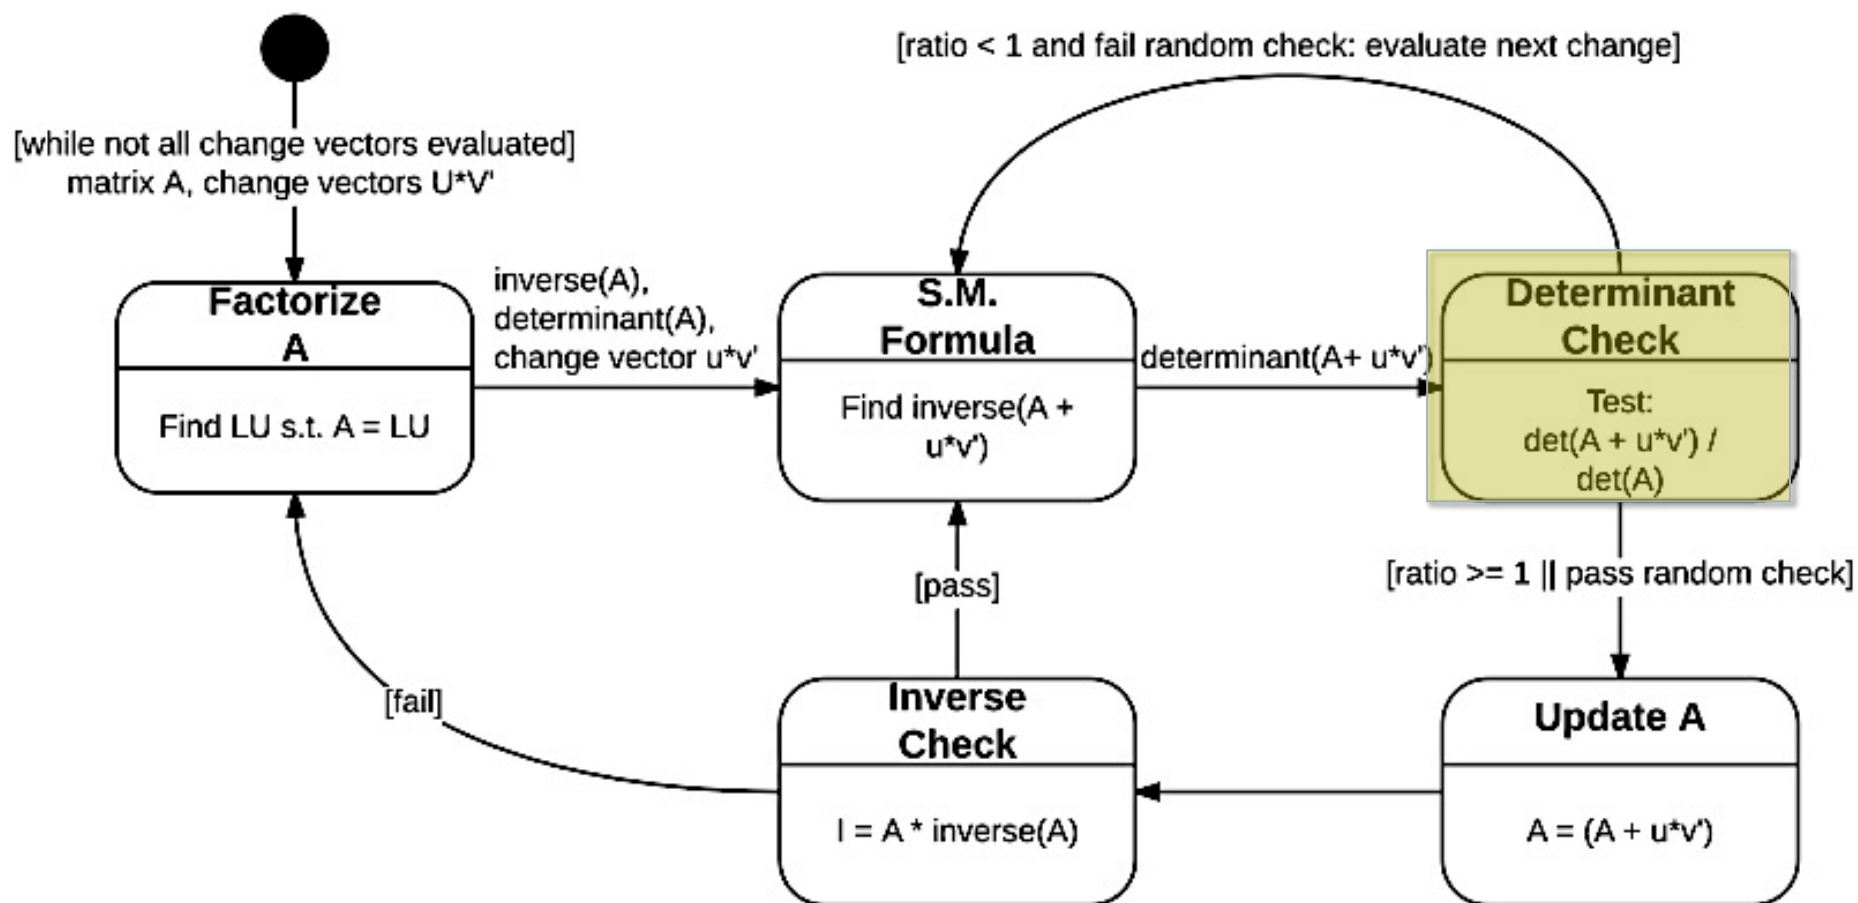 [ratio < 1 and fail random check: evaluate next change]
[while not all change vectors evaluated]
matrix A, change vectors U*V'
Factorize
A
Find LU s.t. A = LU
inverse(A),
determinant(A),
change vector u*v'
S.M.
Formula
Find inverse(A +
u*v')
determinant(A+ u*v')
Determinant
Check
Test:
det(A + u*v') /
det(A)
[ratio >= 1 || pass random check]
[pass]
[fail]
Inverse
Check
I = A * inverse(A)
Update A
A = (A + u*v')